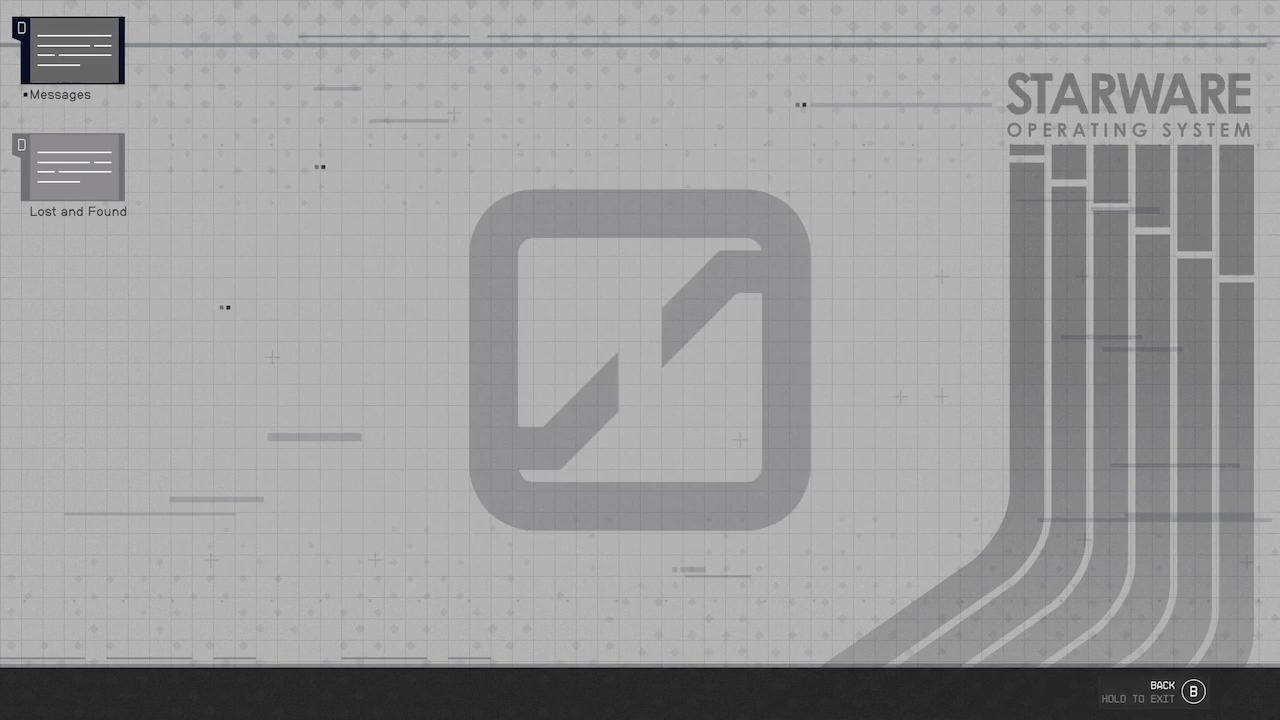 D
Messages
D
Lost and Found
STARWARE
OPERATING SYSTEM
BACK
HOLD TO EXIT
B